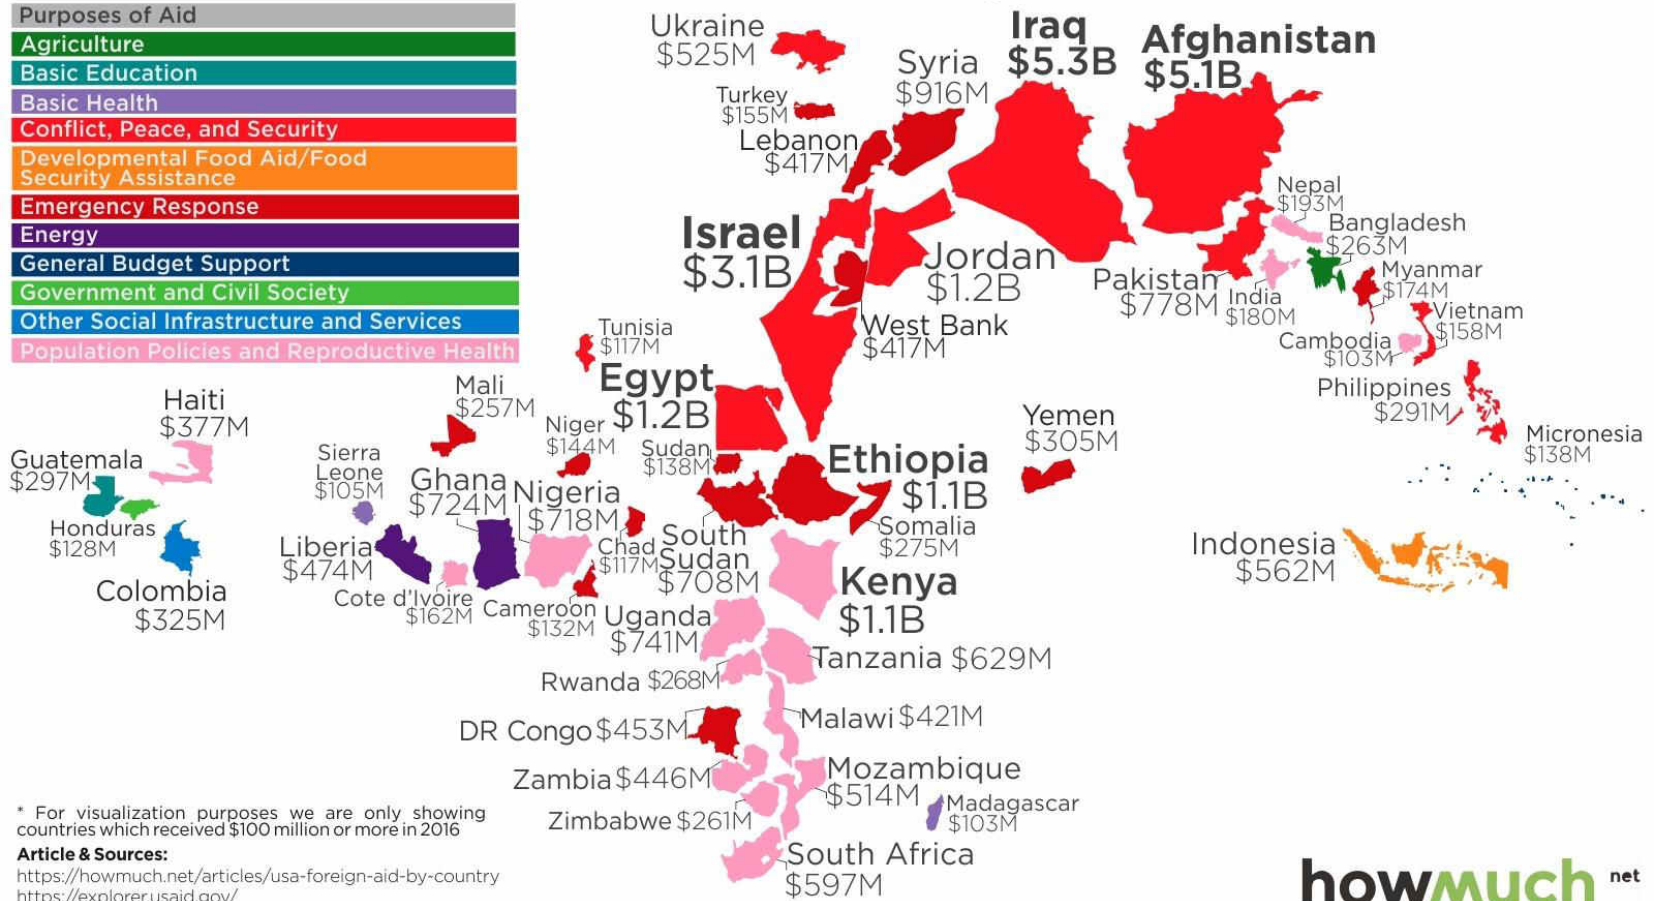 Purposes of Aid
Agriculture
Basic Education
Basic Health
Conflict, Peace, and Security
Developmental Food Aid/Food
Security Assistance
Emergency Response
Energy
General Budget Support
Government and Civil Society
Other Social Infrastructure and Services
Population Policies and Reproductive Health
Ukraine
$525M
Turkey
$155M
Lebanon
$417M
Syria
$916M
Iraq
$5.3B
Afghanistan
$5.1B
Israel
$3.1B
Jordan
$1.2B
West Bank
$417M
Nepal
$193M
Bangladesh
$263M
Pakistan
$778M
India
$180M
Myanmar
$174M
Vietnam
$158M
Cambodia
$103M
Philippines
$291M
Micronesia
$138M
Indonesia
$562M
Tunisia
$117M
Egypt
$1.2B
Mali
$257M
Niger
$144M
Sudan
$138M
Yemen
$305M
Haiti
$377M
Guatemala
$297M
Honduras
$128M
Colombia
$325M
Sierra
Leone
$105M
Ghana
$724M
Nigeria
$718M
Liberia
$474M
Cote d'Ivoire
$162M
Cameroon
$132M
Chad
$117M
South
Sudan
$708M
Ethiopia
$1.1B
Somalia
$275M
Kenya
$1.1B
Uganda
$741M
Tanzania $629M
Rwanda $268M
DR Congo $453M
Malawi $421M
Zambia $446M
Mozambique
$514M
Zimbabwe $261M
Madagascar
$103M
South Africa
$597M
* For visualization purposes we are only showing
countries which received $100 million or more in 2016
Article & Sources:
https://howmuch.net/articles/usa-foreign-aid-by-country
https://explorer.usaid.gov/
howmuch net